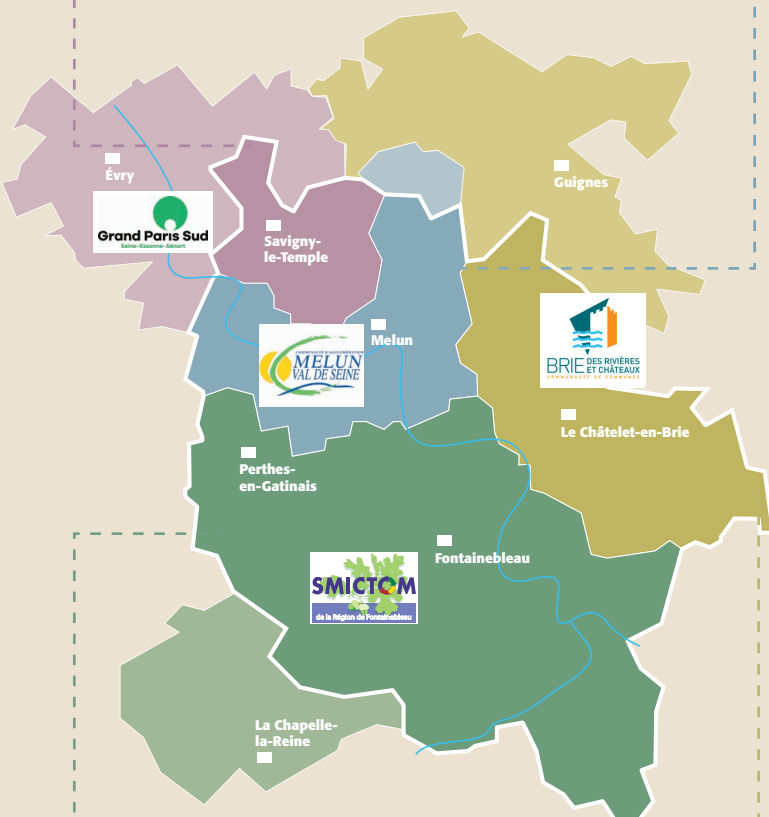 Évry
Guignes
Grand Paris Sud
Seine-Essonne-Sénart
Savigny-
le-Temple
Melun
COMMUNAUTÉ D'AGGLOMÉRATION
MELUN
VAL DE SEINE
BRIE DES RIVIÈRES
ET CHÂTEAUX
COMMUNAUTÉ DE COMMUNES
Le Châtelet-en-Brie
Perthes-
en-Gatinais
Fontainebleau
SMICTOM
de la Région de Fontainebleau
La Chapelle-
la-Reine